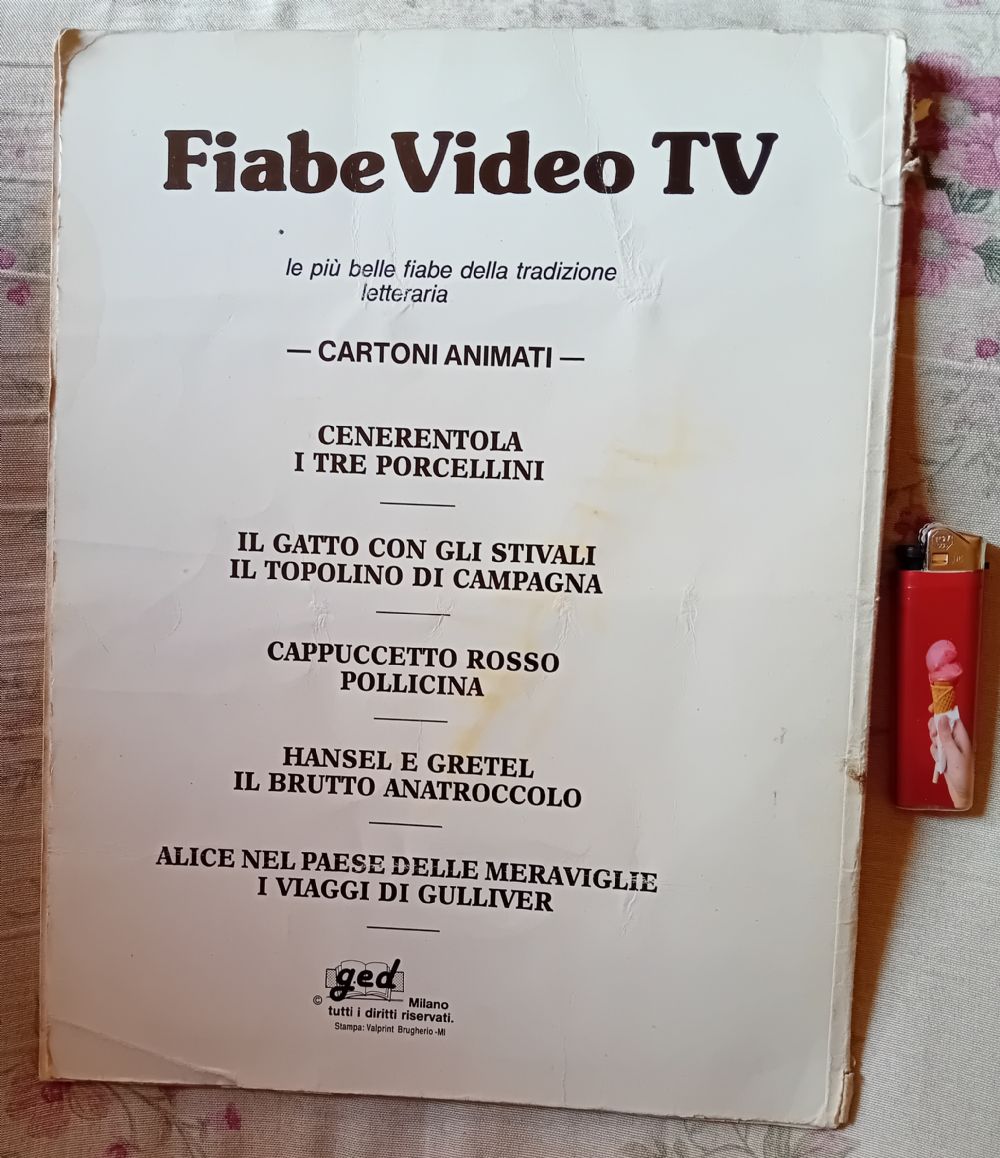 Fiabe Video TV
le più belle fiabe della tradizione
letteraria
— CARTONI ANIMATI —
CENERENTOLA
I TRE PORCELLINI
IL GATTO CON GLI STIVALI
IL TOPOLINO DI CAMPAGNA
CAPPUCCETTO ROSSO
POLLICINA
HANSEL E GRETEL
IL BRUTTO ANATROCCOLO
ALICE NEL PAESE DELLE MERAVIGLIE
I VIAGGI DI GULLIVER
ged
© Milano
tutti i diritti riservati.
Stampa: Valprint Brugherio -MI